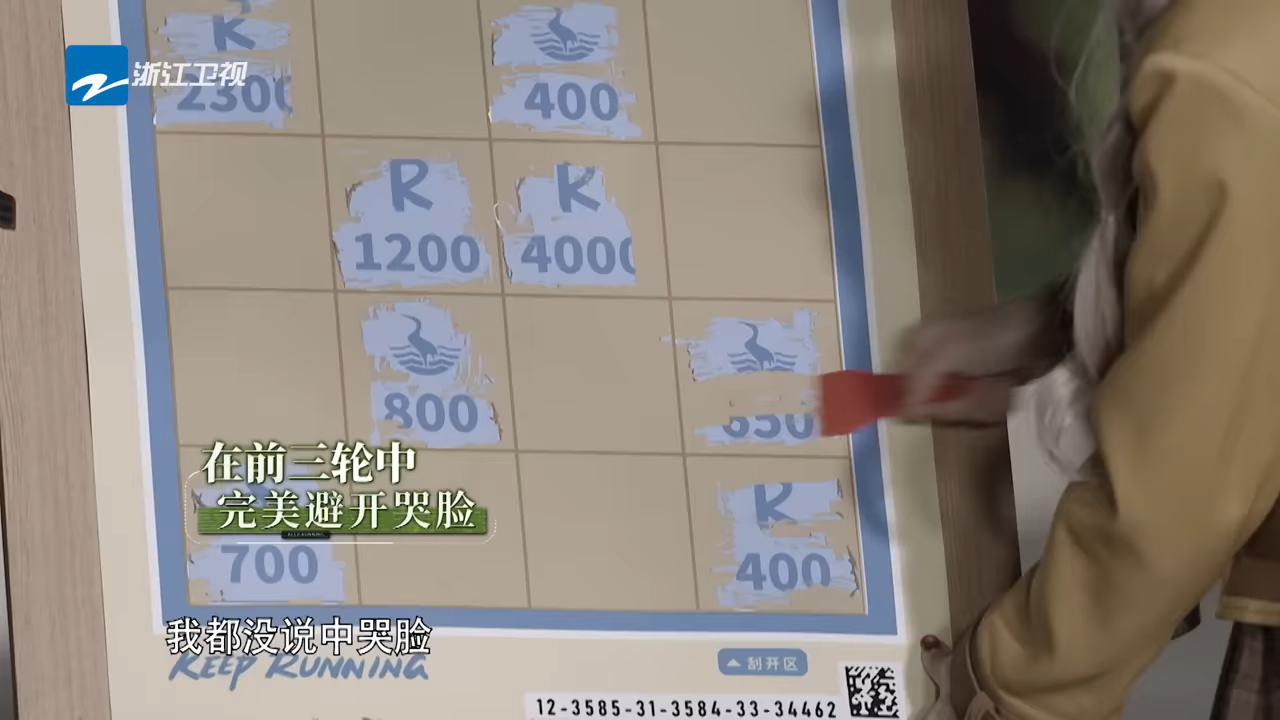 浙江卫视
K
2300
400
R
1200
K
4000
800
850
在前三轮中
完美避开哭脸
700
R
400
我都没说中哭脸
KEEP RUNNING
刮开区
12-3585-31-3584-33-34462